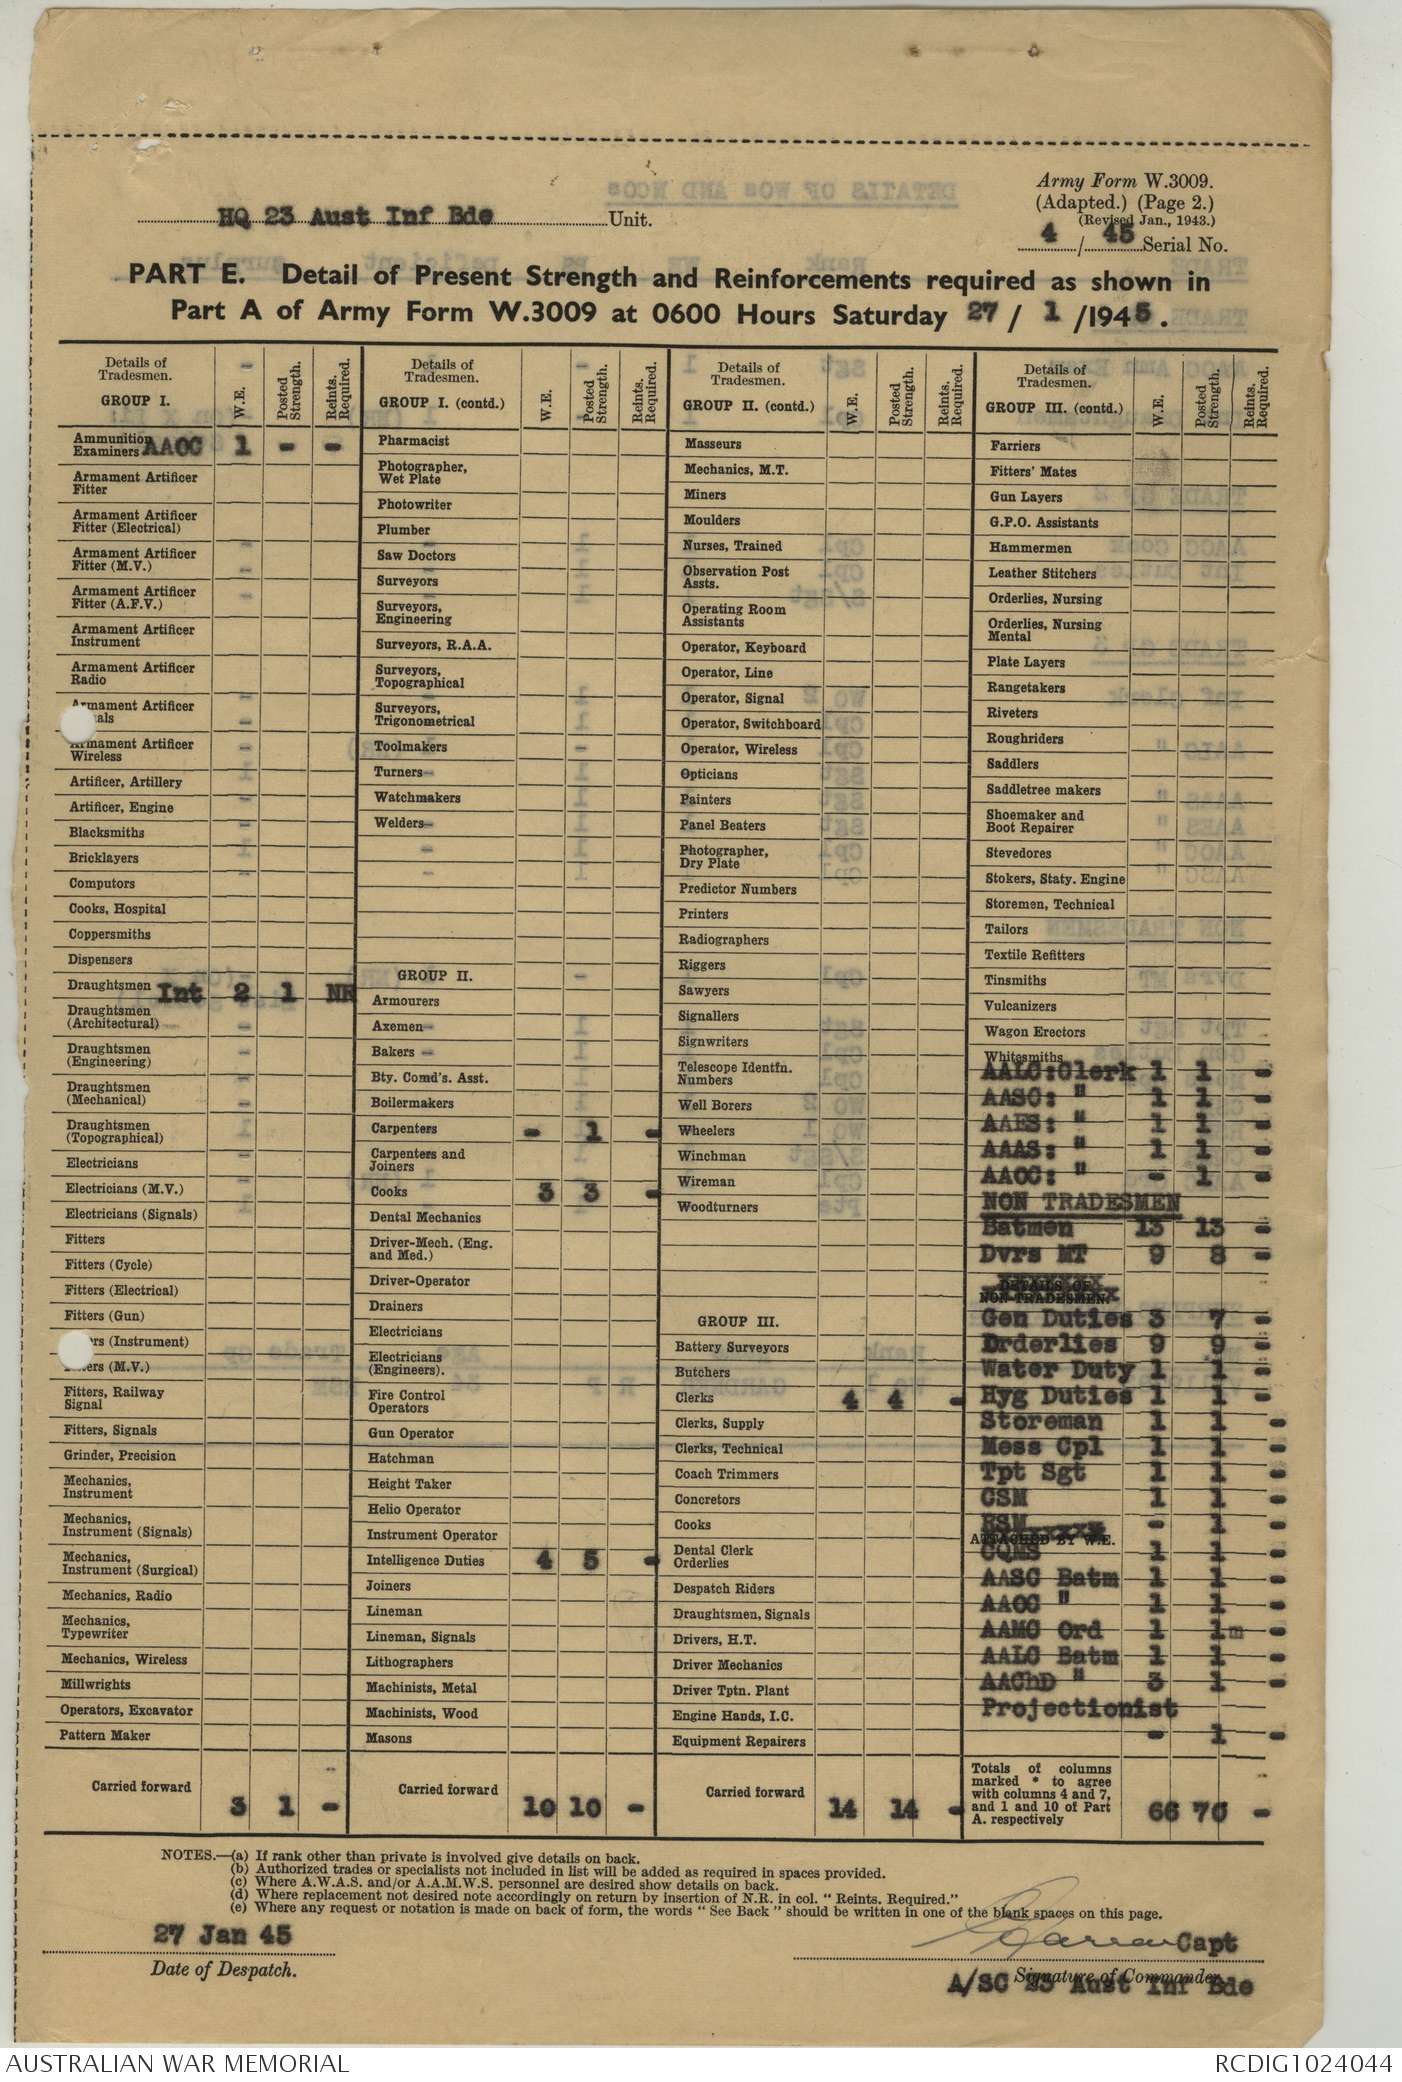 Army Form W.3009.
(Adapted.) (Page 2.)
(Revised Jan., 1943.)
HQ 23 Aust Inf Bde Unit.
4 / 45 Serial No.
PART E. Detail of Present Strength and Reinforcements required as shown in
Part A of Army Form W.3009 at 0600 Hours Saturday 27 / 1 /1945.
Details of Tradesmen. GROUP I. W.E. Posted Strength. Reints. Required.
Ammunition Examiners AAOC 1 - -
Armament Artificer Fitter
Armament Artificer Fitter (Electrical)
Armament Artificer Fitter (M.V.)
Armament Artificer Fitter (A.F.V.)
Armament Artificer Instrument
Armament Artificer Radio
Armament Artificer
Armament Artificer Wireless
Artificer, Artillery
Artificer, Engine
Blacksmiths
Bricklayers
Computors
Cooks, Hospital
Coppersmiths
Dispensers
Draughtsmen Int 2 1 NR
Draughtsmen (Architectural)
Draughtsmen (Engineering)
Draughtsmen (Mechanical)
Draughtsmen (Topographical)
Electricians
Electricians (M.V.)
Electricians (Signals)
Fitters
Fitters (Cycle)
Fitters (Electrical)
Fitters (Gun)
(Instrument)
(M.V.)
Fitters, Railway Signal
Fitters, Signals
Grinder, Precision
Mechanics, Instrument
Mechanics, Instrument (Signals)
Mechanics, Instrument (Surgical)
Mechanics, Radio
Mechanics, Typewriter
Mechanics, Wireless
Millwrights
Operators, Excavator
Pattern Maker
Carried forward 3 1 -
Details of Tradesmen. GROUP I. (contd.) W.E. Posted Strength. Reints. Required.
Pharmacist
Photographer, Wet Plate
Photowriter
Plumber
Saw Doctors
Surveyors
Surveyors, Engineering
Surveyors, R.A.A.
Surveyors, Topographical
Surveyors, Trigonometrical
Toolmakers
Turners
Watchmakers
Welders
GROUP II.
Armourers
Axemen
Bakers
Bty. Comd's. Asst.
Boilermakers
Carpenters - 1 -
Carpenters and Joiners
Cooks 3 3 -
Dental Mechanics
Driver-Mech. (Eng. and Med.)
Driver-Operator
Drainers
Electricians
Electricians (Engineers).
Fire Control Operators
Gun Operator
Hatchman
Height Taker
Helio Operator
Instrument Operator
Intelligence Duties 4 5 -
Joiners
Lineman
Lineman, Signals
Lithographers
Machinists, Metal
Machinists, Wood
Masons
Carried forward 10 10 -
Details of Tradesmen. GROUP II. (contd.) W.E. Posted Strength. Reints. Required.
Masseurs
Mechanics, M.T.
Miners
Moulders
Nurses, Trained
Observation Post Assts.
Operating Room Assistants
Operator, Keyboard
Operator, Line
Operator, Signal
Operator, Switchboard
Operator, Wireless
Opticians
Painters
Panel Beaters
Photographer, Dry Plate
Predictor Numbers
Printers
Radiographers
Riggers
Sawyers
Signallers
Signwriters
Telescope Identfn. Numbers
Well Borers
Wheelers
Winchman
Wireman
Woodturners
GROUP III.
Battery Surveyors
Butchers
Clerks 4 4 -
Clerks, Supply
Clerks, Technical
Coach Trimmers
Concretors
Cooks
Dental Clerk Orderlies
Despatch Riders
Draughtsmen, Signals
Drivers, H.T.
Driver Mechanics
Driver Tptn. Plant
Engine Hands, I.C.
Equipment Repairers
Carried forward 14 14 -
Details of Tradesmen. GROUP III. (contd.) W.E. Posted Strength. Reints. Required.
Farriers
Fitters' Mates
Gun Layers
G.P.O. Assistants
Hammermen
Leather Stitchers
Orderlies, Nursing
Orderlies, Nursing Mental
Plate Layers
Rangetakers
Riveters
Roughriders
Saddlers
Saddletree makers
Shoemaker and Boot Repairer
Stevedores
Stokers, Staty. Engine
Storemen, Technical
Tailors
Textile Refitters
Tinsmiths
Vulcanizers
Wagon Erectors
Whitesmiths
AALC:Clerk 1 1 -
AASC: " 1 1 -
AAES: " 1 1 -
AAAS: " 1 1 -
AAOC: " - 1 -
NON TRADESMEN
Batmen 13 13 -
Dvrs MT 9 8 -
DETAILS OF NON-TRADESMEN.
Gen Duties 3 7 -
Orderlies 9 9 -
Water Duty 1 1 -
Hyg Duties 1 1 -
Storeman 1 1 -
Mess Cpl 1 1 -
Tpt Sgt 1 1 -
CSM 1 1 -
RSM - 1 -
ATTACHED BY W.E.
CQMS 1 1 -
AASC Batm 1 1 -
AAOC " 1 1 -
AAMC Ord 1 1m -
AALC Batm 1 1 -
AAChD " 3 1 -
Projectionist
- 1 -
Totals of columns marked * to agree with columns 4 and 7, and 1 and 10 of Part A. respectively 66 76 -
NOTES.—(a) If rank other than private is involved give details on back.
(b) Authorized trades or specialists not included in list will be added as required in spaces provided.
(c) Where A.W.A.S. and/or A.A.M.W.S. personnel are desired show details on back.
(d) Where replacement not desired note accordingly on return by insertion of N.R. in col. "Reints. Required."
(e) Where any request or notation is made on back of form, the words "See Back" should be written in one of the blank spaces on this page.
27 Jan 45
Date of Despatch.
Capt
Signature of Commander.
A/SC 23 Aust Inf Bde
AUSTRALIAN WAR MEMORIAL
RCDIG1024044